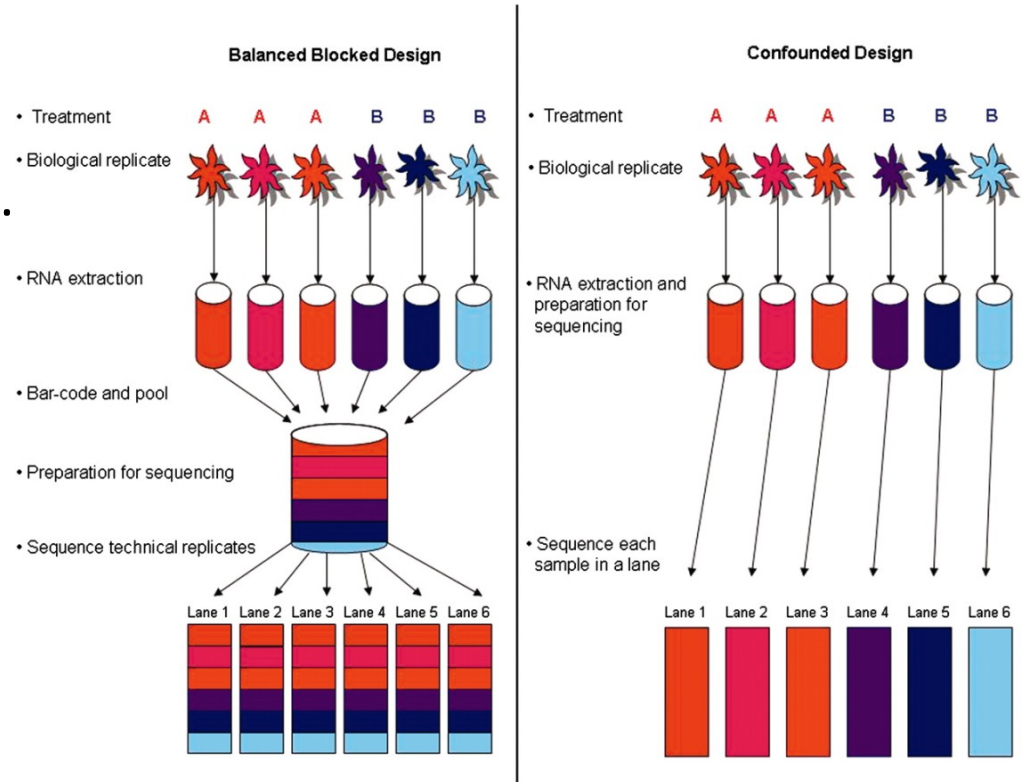 Balanced Blocked Design
• Treatment
A A A B B B
• Biological replicate
• RNA extraction
• Bar-code and pool
• Preparation for sequencing
• Sequence technical replicates
Lane 1 Lane 2 Lane 3 Lane 4 Lane 5 Lane 6
Confounded Design
• Treatment
A A A B B B
• Biological replicate
• RNA extraction and
preparation for
sequencing
• Sequence each
sample in a lane
Lane 1 Lane 2 Lane 3 Lane 4 Lane 5 Lane 6